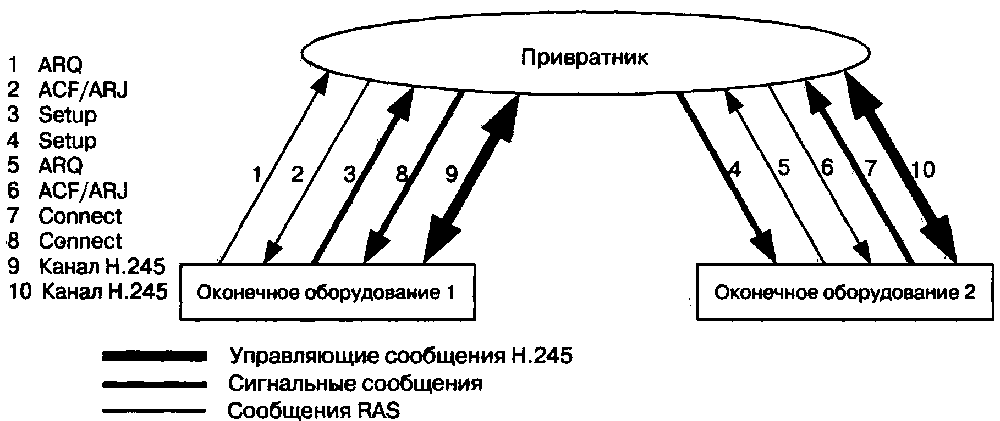 Привратник
1 ARQ
2 ACF/ARJ
3 Setup
4 Setup
5 ARQ
6 ACF/ARJ
7 Connect
8 Connect
9 Канал H.245
10 Канал H.245
1 2 3 8 9 4 5 6 7 10
Оконечное оборудование 1
Оконечное оборудование 2
Управляющие сообщения H.245
Сигнальные сообщения
Сообщения RAS